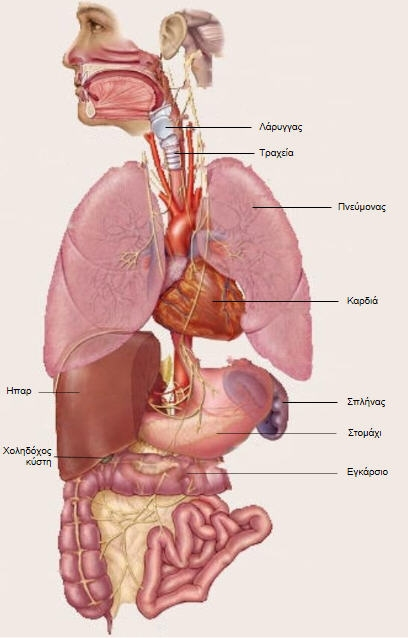 Λάρυγγας
Τραχεία
Πνεύμονας
Καρδιά
Ηπαρ
Σπλήνας
Στομάχι
Χοληδόχος
κύστη
Εγκάρσιο